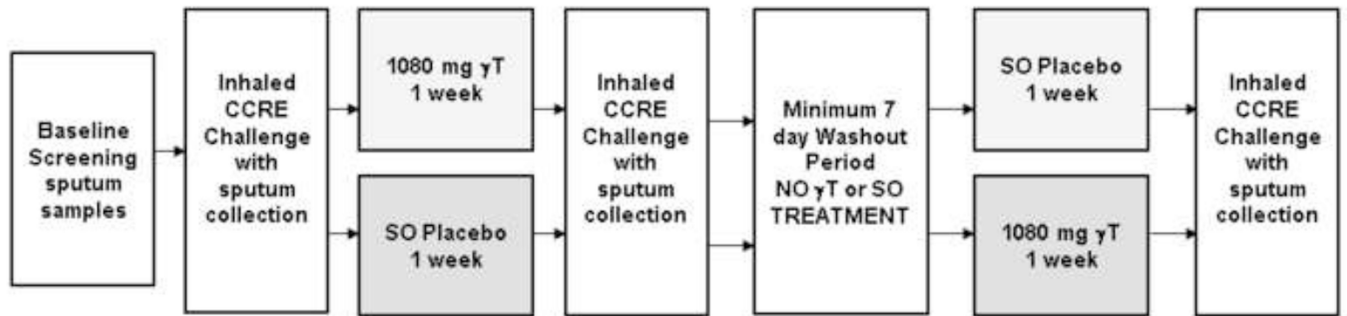 Baseline
Screening
sputum
samples
Inhaled
CCRE
Challenge
with
sputum
collection
1080 mg γT
1 week
SO Placebo
1 week
Inhaled
CCRE
Challenge
with
sputum
collection
Minimum 7
day Washout
Period
NO γT or SO
TREATMENT
SO Placebo
1 week
1080 mg γT
1 week
Inhaled
CCRE
Challenge
with
sputum
collection